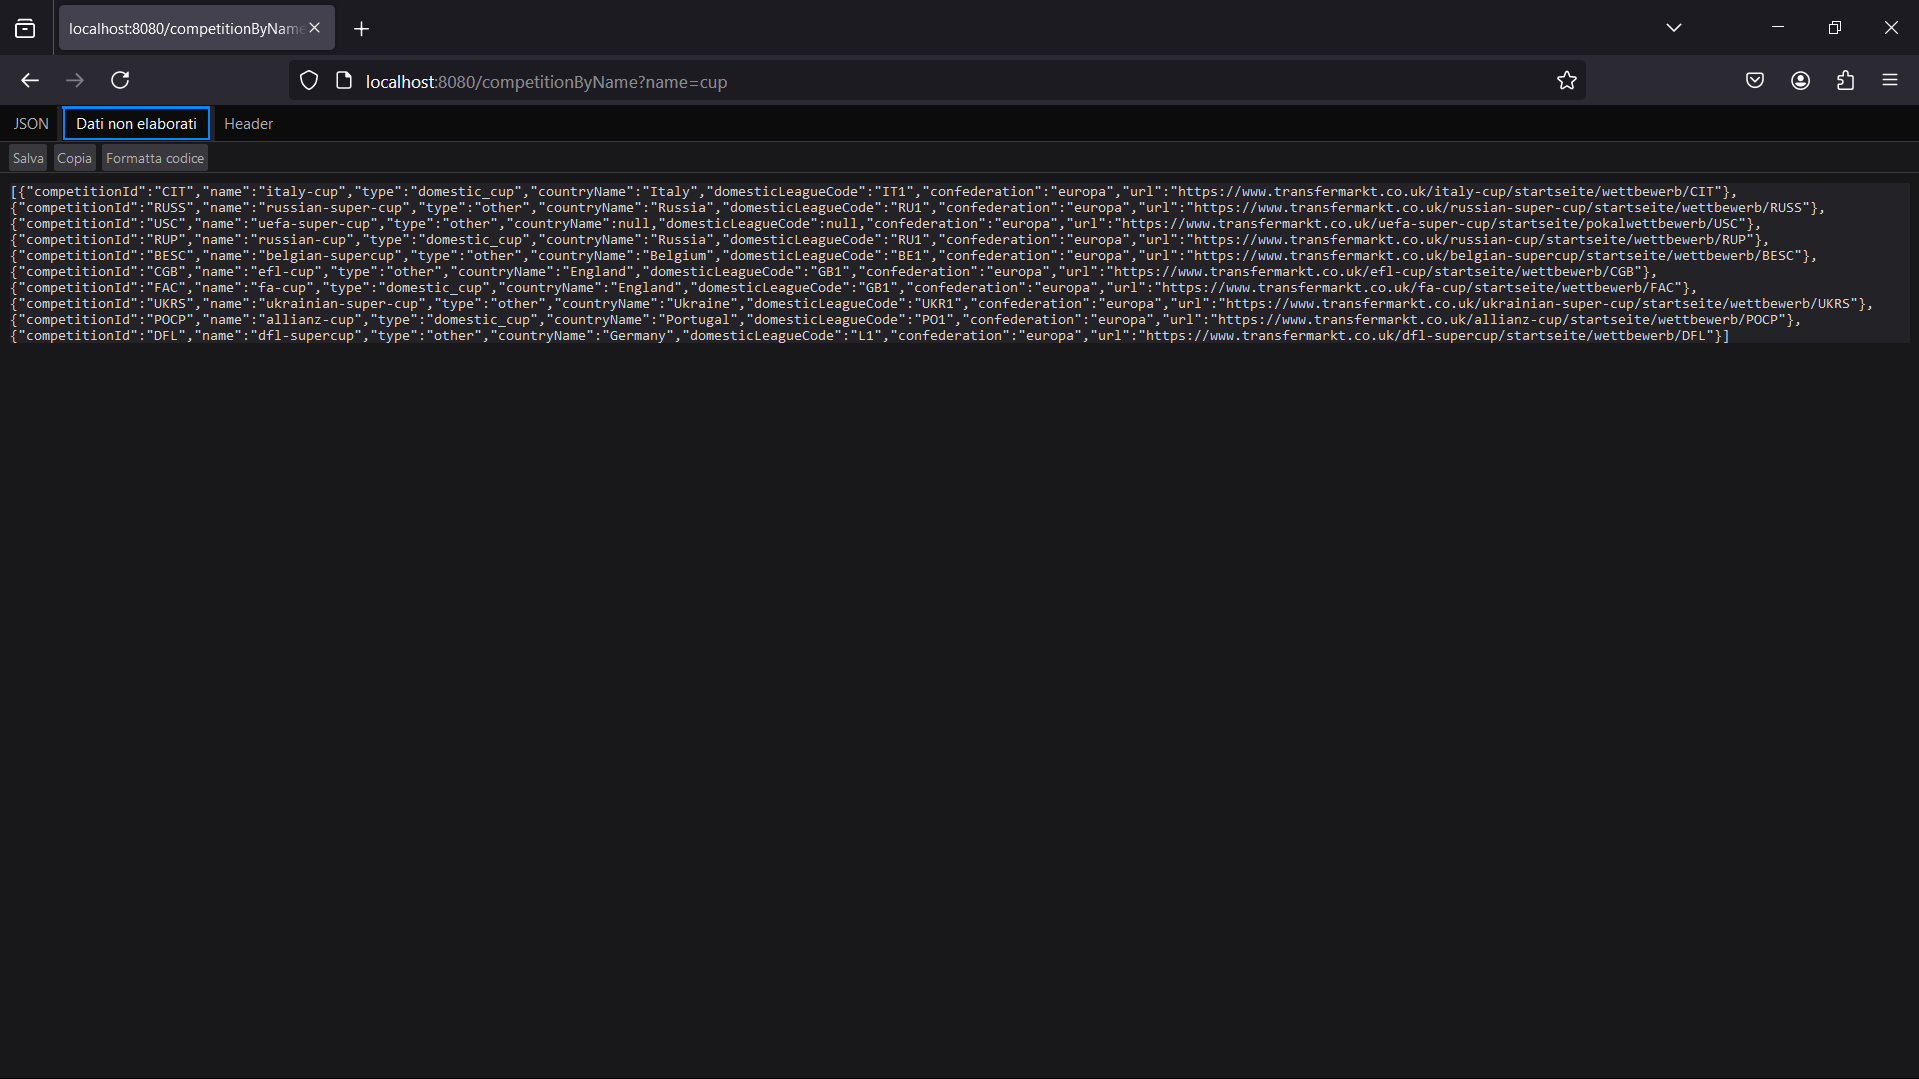 localhost:8080/competitionByName
localhost:8080/competitionByName?name=cup
JSON Dati non elaborati Header
Salva Copia Formatta codice
[{"competitionId":"CIT","name":"italy-cup","type":"domestic_cup","countryName":"Italy","domesticLeagueCode":"IT1","confederation":"europa","url":"https://www.transfermarkt.co.uk/italy-cup/startseite/wettbewerb/CIT"},
{"competitionId":"RUSS","name":"russian-super-cup","type":"other","countryName":"Russia","domesticLeagueCode":"RU1","confederation":"europa","url":"https://www.transfermarkt.co.uk/russian-super-cup/startseite/wettbewerb/RUSS"},
{"competitionId":"USC","name":"uefa-super-cup","type":"other","countryName":null,"domesticLeagueCode":null,"confederation":"europa","url":"https://www.transfermarkt.co.uk/uefa-super-cup/startseite/pokalwettbewerb/USC"},
{"competitionId":"RUP","name":"russian-cup","type":"domestic_cup","countryName":"Russia","domesticLeagueCode":"RU1","confederation":"europa","url":"https://www.transfermarkt.co.uk/russian-cup/startseite/wettbewerb/RUP"},
{"competitionId":"BESC","name":"belgian-supercup","type":"other","countryName":"Belgium","domesticLeagueCode":"BE1","confederation":"europa","url":"https://www.transfermarkt.co.uk/belgian-supercup/startseite/wettbewerb/BESC"},
{"competitionId":"CGB","name":"efl-cup","type":"other","countryName":"England","domesticLeagueCode":"GB1","confederation":"europa","url":"https://www.transfermarkt.co.uk/efl-cup/startseite/wettbewerb/CGB"},
{"competitionId":"FAC","name":"fa-cup","type":"domestic_cup","countryName":"England","domesticLeagueCode":"GB1","confederation":"europa","url":"https://www.transfermarkt.co.uk/fa-cup/startseite/wettbewerb/FAC"},
{"competitionId":"UKRS","name":"ukrainian-super-cup","type":"other","countryName":"Ukraine","domesticLeagueCode":"UKR1","confederation":"europa","url":"https://www.transfermarkt.co.uk/ukrainian-super-cup/startseite/wettbewerb/UKRS"},
{"competitionId":"POCP","name":"allianz-cup","type":"domestic_cup","countryName":"Portugal","domesticLeagueCode":"PO1","confederation":"europa","url":"https://www.transfermarkt.co.uk/allianz-cup/startseite/wettbewerb/POCP"},
{"competitionId":"DFL","name":"dfl-supercup","type":"other","countryName":"Germany","domesticLeagueCode":"L1","confederation":"europa","url":"https://www.transfermarkt.co.uk/dfl-supercup/startseite/wettbewerb/DFL"}]